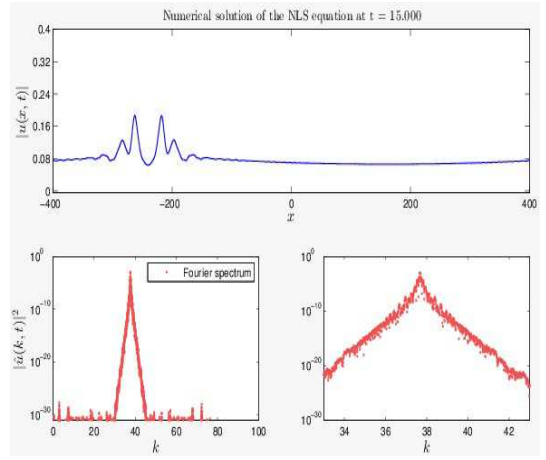 Numerical solution of the NLS equation at t = 15.000
0.4
0.32
0.24
0.16
0.08
0
|u(x, t)|
−400 −200 0 200 400
x
10^0
10^−10
10^−20
10^−30
|û(k, t)|^2
Fourier spectrum
0 20 40 60 80 100
k
10^0
10^−10
10^−20
10^−30
34 36 38 40 42
k